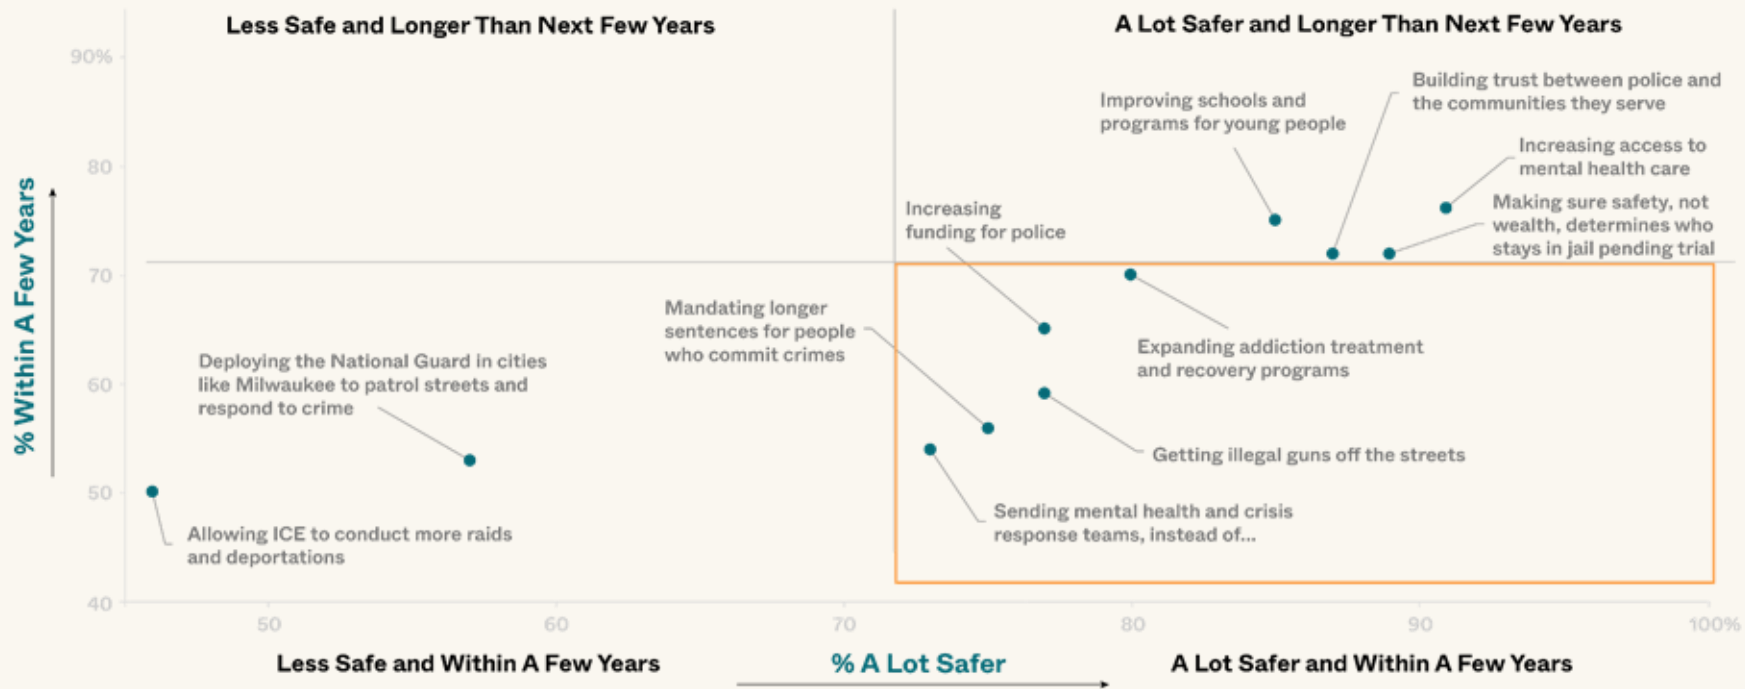 Less Safe and Longer Than Next Few Years
A Lot Safer and Longer Than Next Few Years
90%
80
70
60
50
40
% Within A Few Years
Improving schools and
programs for young people
Building trust between police and
the communities they serve
Increasing access to
mental health care
Making sure safety, not
wealth, determines who
stays in jail pending trial
Increasing
funding for police
Mandating longer
sentences for people
who commit crimes
Expanding addiction treatment
and recovery programs
Deploying the National Guard in cities
like Milwaukee to patrol streets and
respond to crime
Getting illegal guns off the streets
Sending mental health and crisis
response teams, instead of...
Allowing ICE to conduct more raids
and deportations
50
60
70
80
90
100%
Less Safe and Within A Few Years
% A Lot Safer
A Lot Safer and Within A Few Years